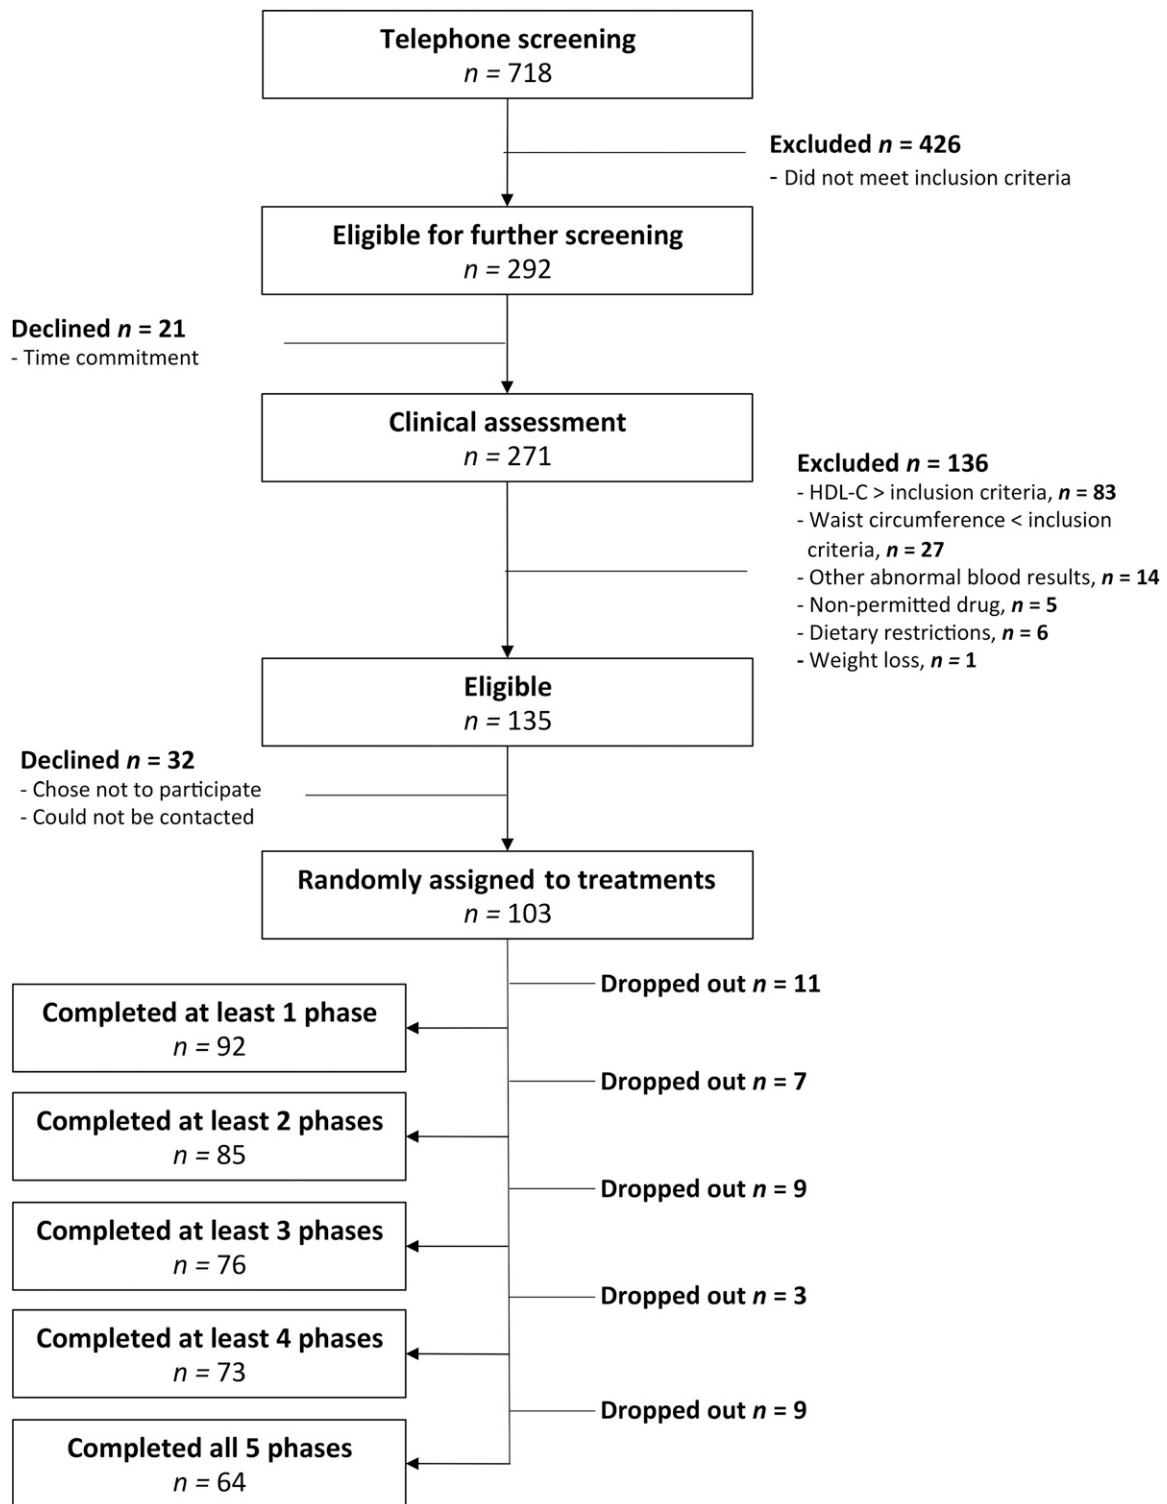 Telephone screening
n = 718
Excluded n = 426
- Did not meet inclusion criteria
Eligible for further screening
n = 292
Declined n = 21
- Time commitment
Clinical assessment
n = 271
Excluded n = 136
- HDL-C > inclusion criteria, n = 83
- Waist circumference < inclusion
criteria, n = 27
- Other abnormal blood results, n = 14
- Non-permitted drug, n = 5
- Dietary restrictions, n = 6
- Weight loss, n = 1
Eligible
n = 135
Declined n = 32
- Chose not to participate
- Could not be contacted
Randomly assigned to treatments
n = 103
Dropped out n = 11
Completed at least 1 phase
n = 92
Dropped out n = 7
Completed at least 2 phases
n = 85
Dropped out n = 9
Completed at least 3 phases
n = 76
Dropped out n = 3
Completed at least 4 phases
n = 73
Dropped out n = 9
Completed all 5 phases
n = 64